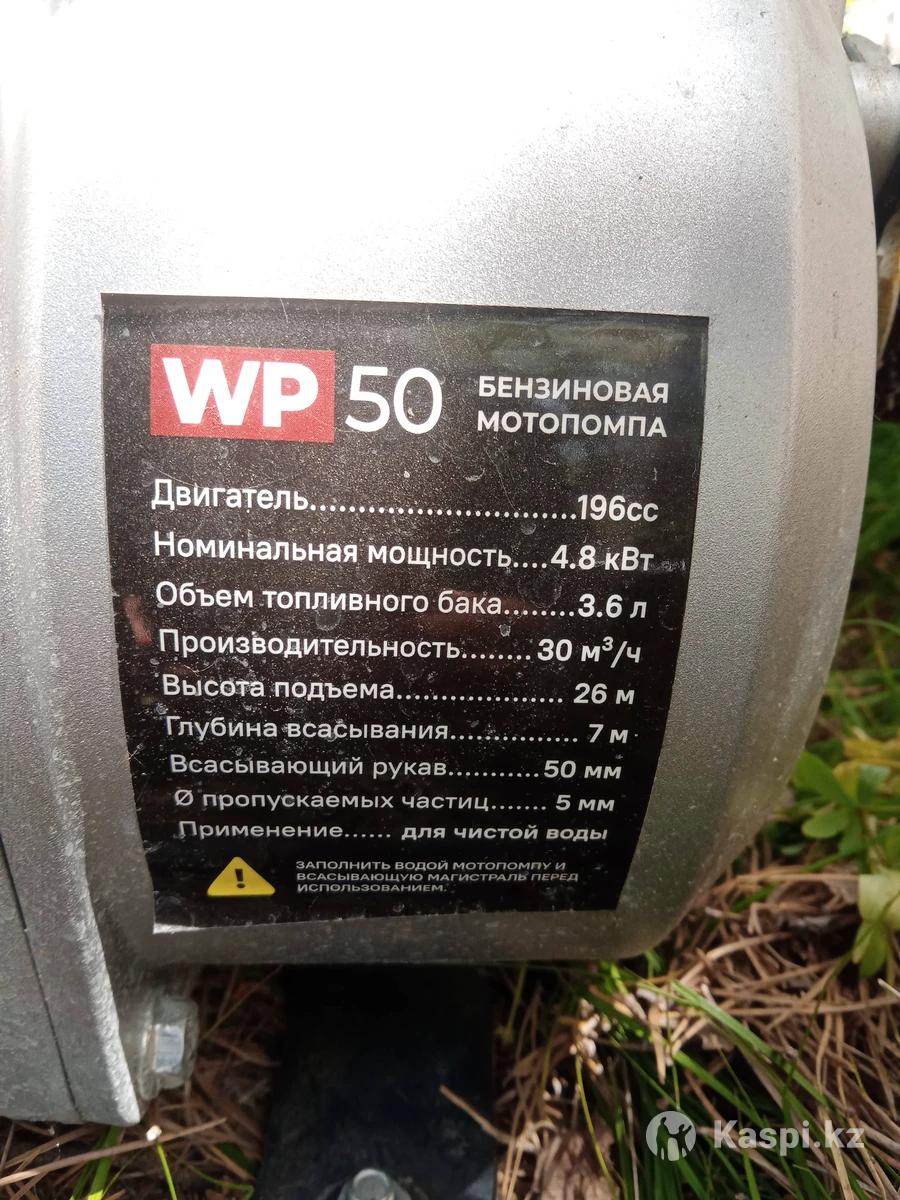 WP 50 БЕНЗИНОВАЯ
МОТОПОМПА
Двигатель............................196cc
Номинальная мощность....4.8 кВт
Объем топливного бака........3.6 л
Производительность........30 м³/ч
Высота подъема.................. 26 м
Глубина всасывания............... 7 м
Всасывающий рукав...........50 мм
Ø пропускаемых частиц....... 5 мм
Применение...... для чистой воды
ЗАПОЛНИТЬ ВОДОЙ МОТОПОМПУ И
ВСАСЫВАЮЩУЮ МАГИСТРАЛЬ ПЕРЕД
ИСПОЛЬЗОВАНИЕМ.
Kaspi.kz